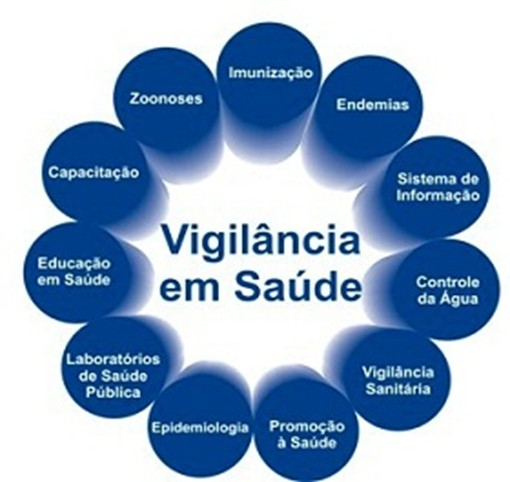 Vigilância
em Saúde
Imunização
Endemias
Sistema de
Informação
Controle
da Água
Vigilância
Sanitária
Promoção
à Saúde
Epidemiologia
Laboratórios
de Saúde
Pública
Educação
em Saúde
Capacitação
Zoonoses